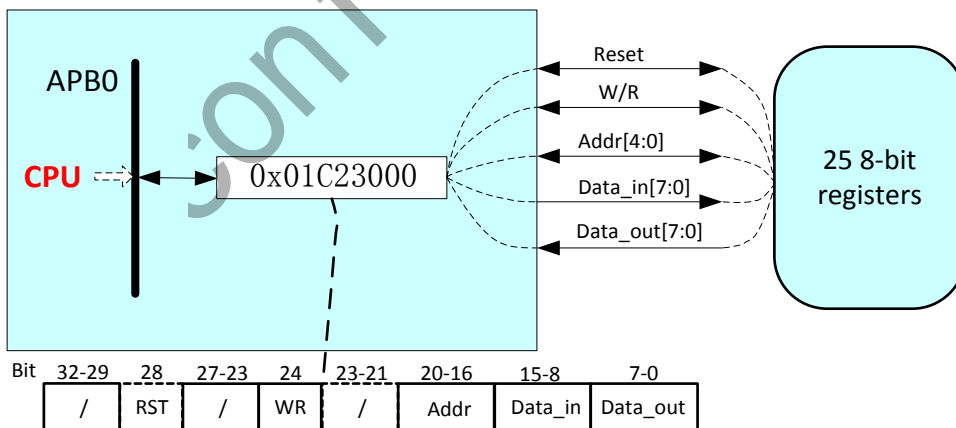 Reset
APB0
W/R
Addr[4:0]
CPU
0x01C23000
25 8-bit
registers
Data_in[7:0]
Data_out[7:0]
Bit 32-29 28 27-23 24 23-21 20-16 15-8 7-0
/ RST / WR / Addr Data_in Data_out